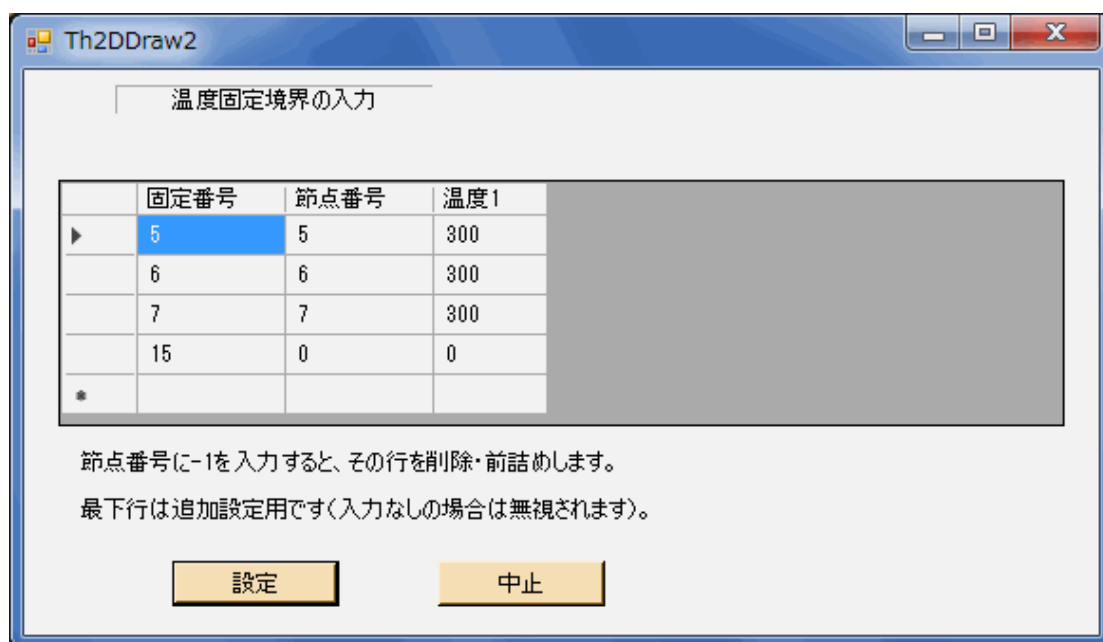 Th2DDraw2
温度固定境界の入力
固定番号 節点番号 温度1
5 5 300
6 6 300
7 7 300
15 0 0
節点番号に-1を入力すると、その行を削除・前詰めします。
最下行は追加設定用です(入力なしの場合は無視されます)。
設定 中止